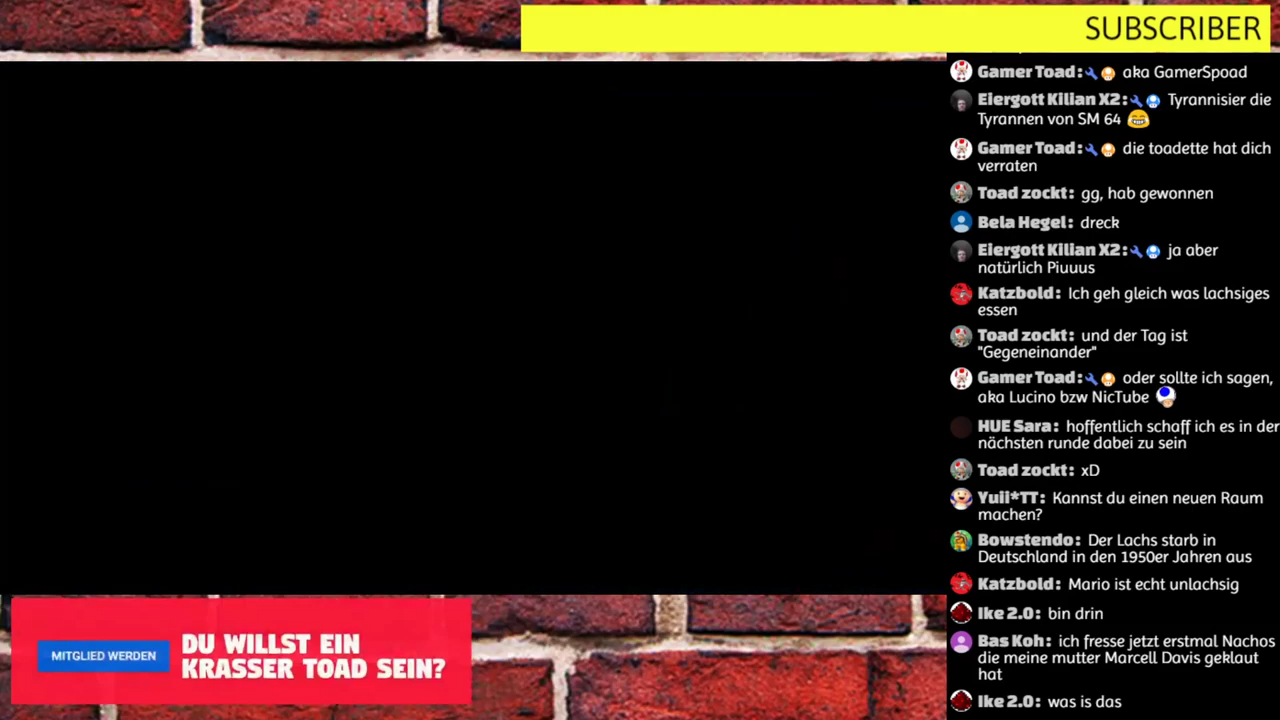 SUBSCRIBER
Gamer Toad: aka GamerSpoad
Eiergott Kilian X2: Tyrannisier die
Tyrannen von SM 64 😂
Gamer Toad: die toadette hat dich
verraten
Toad zockt: gg, hab gewonnen
Bela Hegel: dreck
Eiergott Kilian X2: ja aber
natürlich Piuuus
Katzbold: Ich geh gleich was lachsiges
essen
Toad zockt: und der Tag ist
"Gegeneinander"
Gamer Toad: oder sollte ich sagen,
aka Lucino bzw NicTube
HUE Sara: hoffentlich schaff ich es in der
nächsten runde dabei zu sein
Toad zockt: xD
Yuii*TT: Kannst du einen neuen Raum
machen?
Bowstendo: Der Lachs starb in
Deutschland in den 1950er Jahren aus
Katzbold: Mario ist echt unlachsig
Ike 2.0: bin drin
Bas Koh: ich fresse jetzt erstmal Nachos
die meine mutter Marcell Davis geklaut
hat
Ike 2.0: was is das
MITGLIED WERDEN
DU WILLST EIN
KRASSER TOAD SEIN?